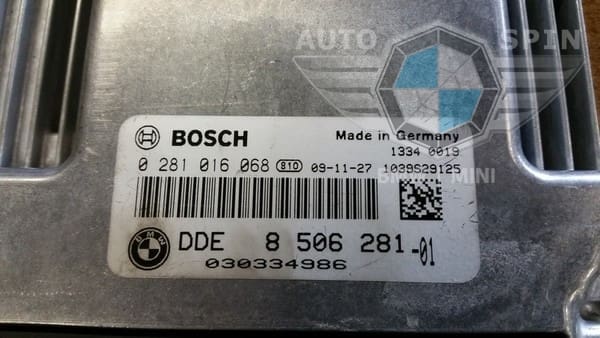 AUTO SPIN
BOSCH Made in Germany
1334 0019
0 281 016 068 810 09-11-27 1039S29125
MINI
BMW DDE 8 506 281-01
030334986